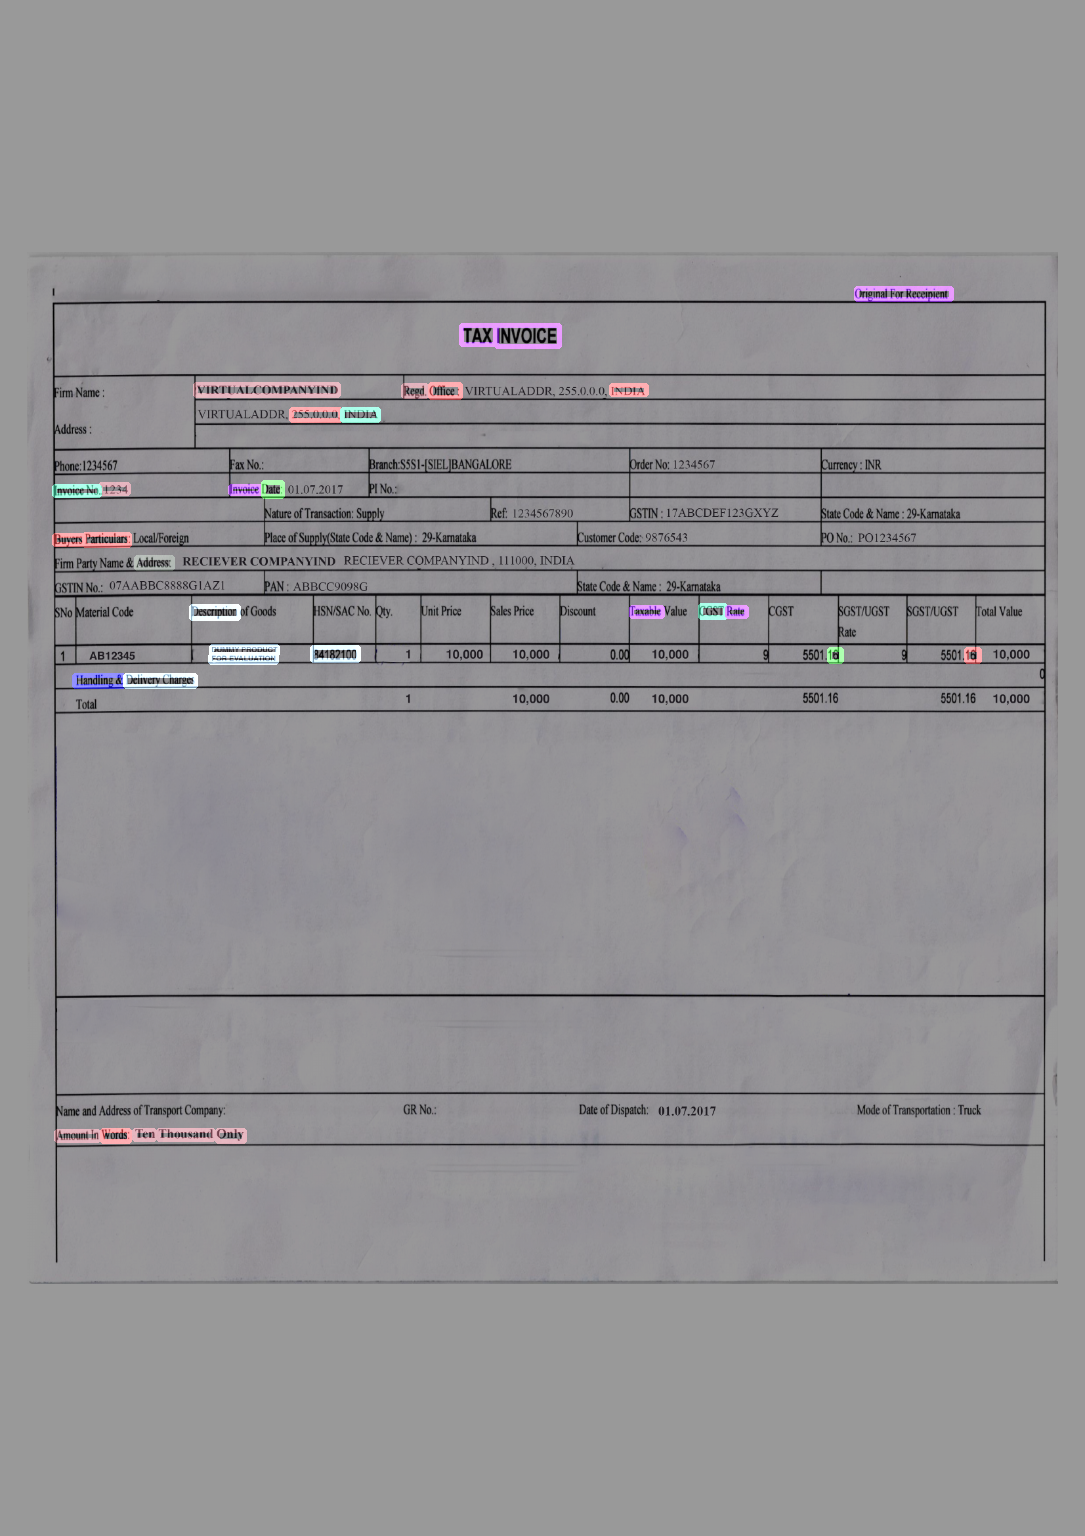 Original For Receipient
TAX INVOICE
Firm Name : VIRTUALCOMPANYIND Regd. Office : VIRTUALADDR, 255.0.0.0, INDIA
VIRTUALADDR, 255.0.0.0, INDIA
Address :
Phone:1234567 Fax No.: Branch:S5S1-[SIEL]BANGALORE Order No: 1234567 Currency : INR
Invoice No. 1234 Invoice Date: 01.07.2017 PI No.:
Nature of Transaction: Supply Ref: 1234567890 GSTIN : 17ABCDEF123GXYZ State Code & Name : 29-Karnataka
Buyers Particulars: Local/Foreign Place of Supply(State Code & Name) : 29-Karnataka Customer Code: 9876543 PO No.: PO1234567
Firm Party Name & Address: RECIEVER COMPANYIND RECIEVER COMPANYIND , 111000, INDIA
GSTIN No.: 07AABBC8888G1AZ1 PAN : ABBCC9098G State Code & Name : 29-Karnataka
SNo Material Code Description of Goods HSN/SAC No. Qty. Unit Price Sales Price Discount Taxable Value CGST Rate CGST SGST/UGST SGST/UGST Total Value
Rate
1 AB12345 DUMMY PRODUCT FOR EVALUATION 84182100 1 10,000 10,000 0.00 10,000 9 5501.16 9 5501.16 10,000
Handling & Delivery Charges 0
Total 1 10,000 0.00 10,000 5501.16 5501.16 10,000
Name and Address of Transport Company: GR No.: Date of Dispatch: 01.07.2017 Mode of Transportation : Truck
Amount In Words: Ten Thousand Only